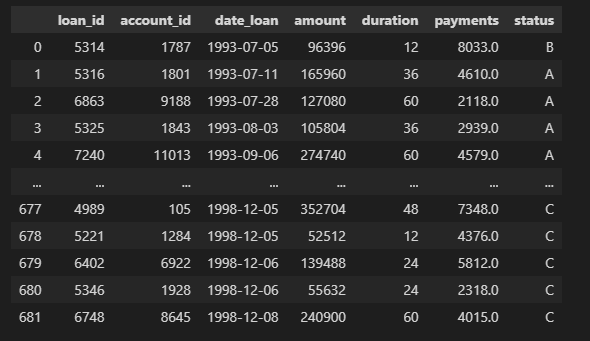 loan_id account_id date_loan amount duration payments status
0 5314 1787 1993-07-05 96396 12 8033.0 B
1 5316 1801 1993-07-11 165960 36 4610.0 A
2 6863 9188 1993-07-28 127080 60 2118.0 A
3 5325 1843 1993-08-03 105804 36 2939.0 A
4 7240 11013 1993-09-06 274740 60 4579.0 A
... ... ... ... ... ... ... ...
677 4989 105 1998-12-05 352704 48 7348.0 C
678 5221 1284 1998-12-05 52512 12 4376.0 C
679 6402 6922 1998-12-06 139488 24 5812.0 C
680 5346 1928 1998-12-06 55632 24 2318.0 C
681 6748 8645 1998-12-08 240900 60 4015.0 C